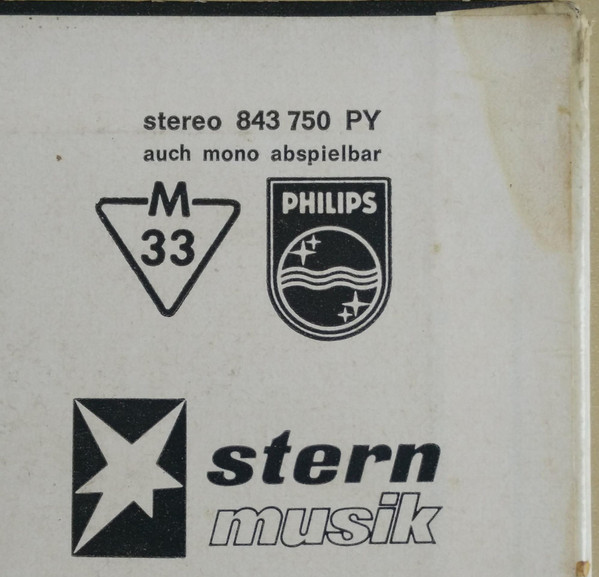 stereo 843 750 PY
auch mono abspielbar
M
33
PHILIPS
stern
musik